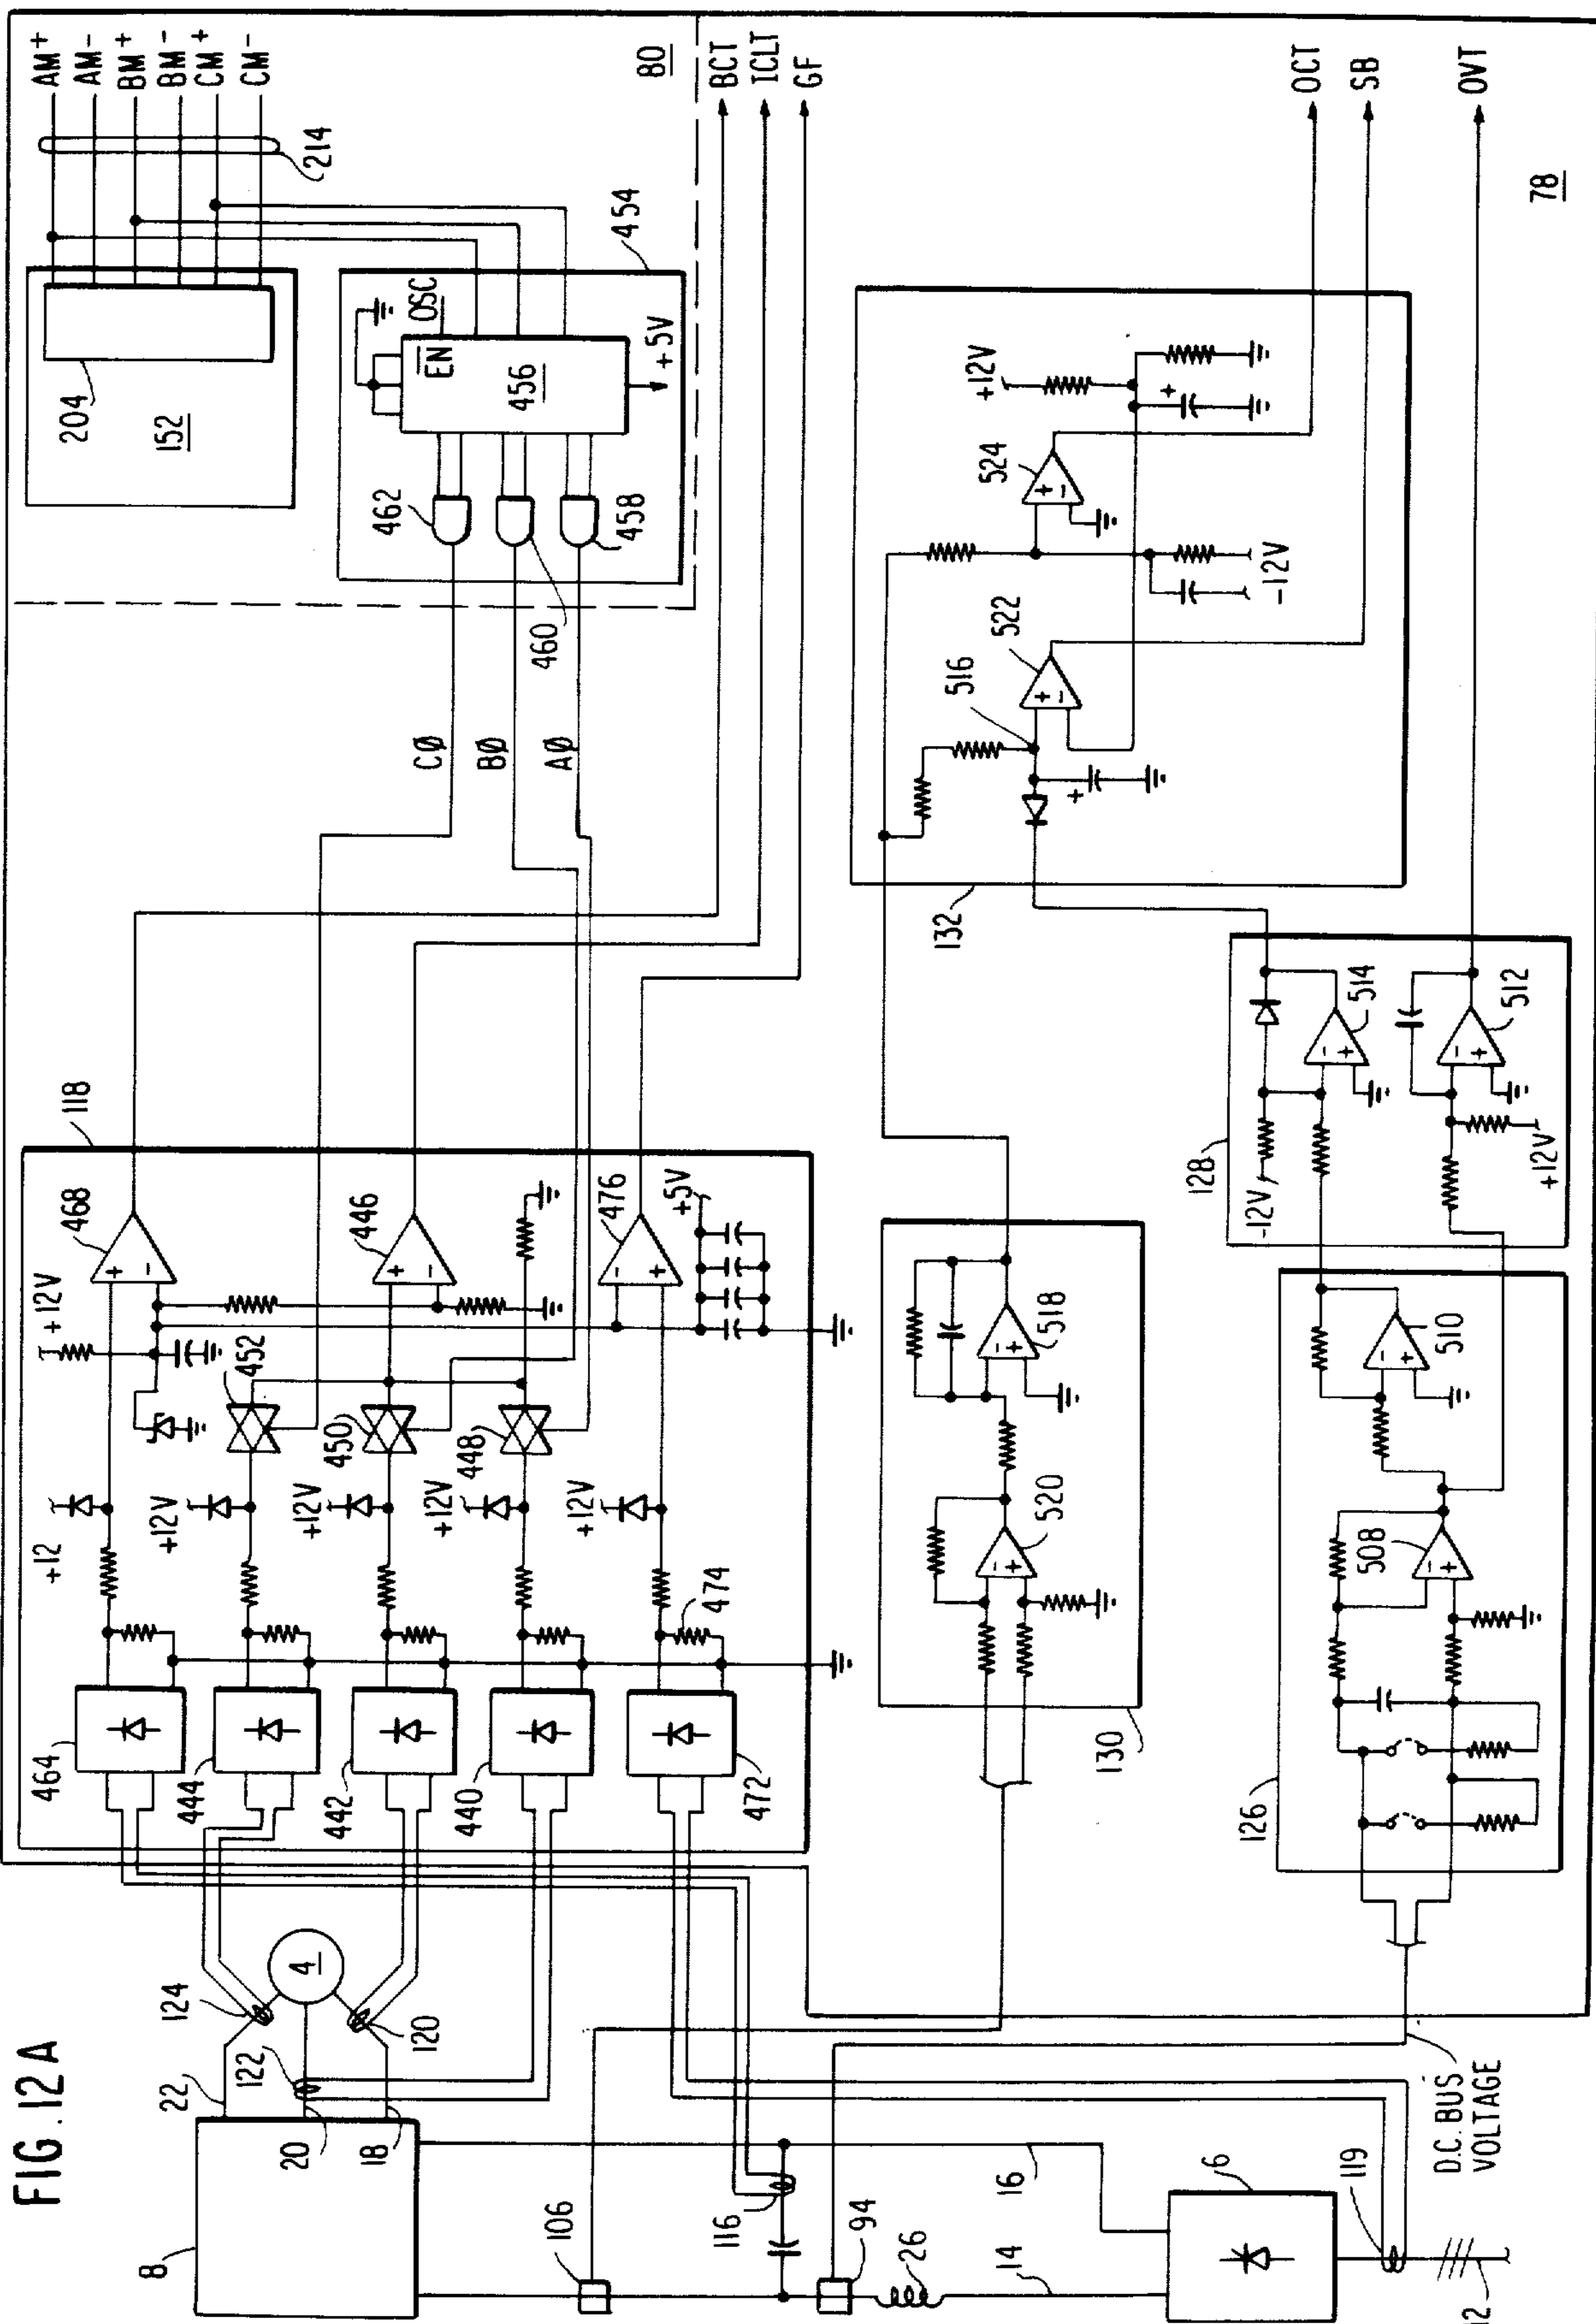 FIG. 12A
AM+
AM-
BM+
BM-
CM+
CM-
214
204
152
80
BCT
ICLT
GF
454
OSC
EN
456
+5V
462
460
458
CØ
BØ
AØ
118
468
+12V
446
476
+5V
452
450
448
+12
+12V
+12V
+12V
+12V
474
464
444
442
440
472
124
4
120
122
22
20
18
8
106
116
94
26
14
16
6
119
12
D.C. BUS
VOLTAGE
OCT
SB
OVT
78
+12V
524
522
516
-12V
132
518
520
130
514
512
128
-12V
+12V
510
508
126